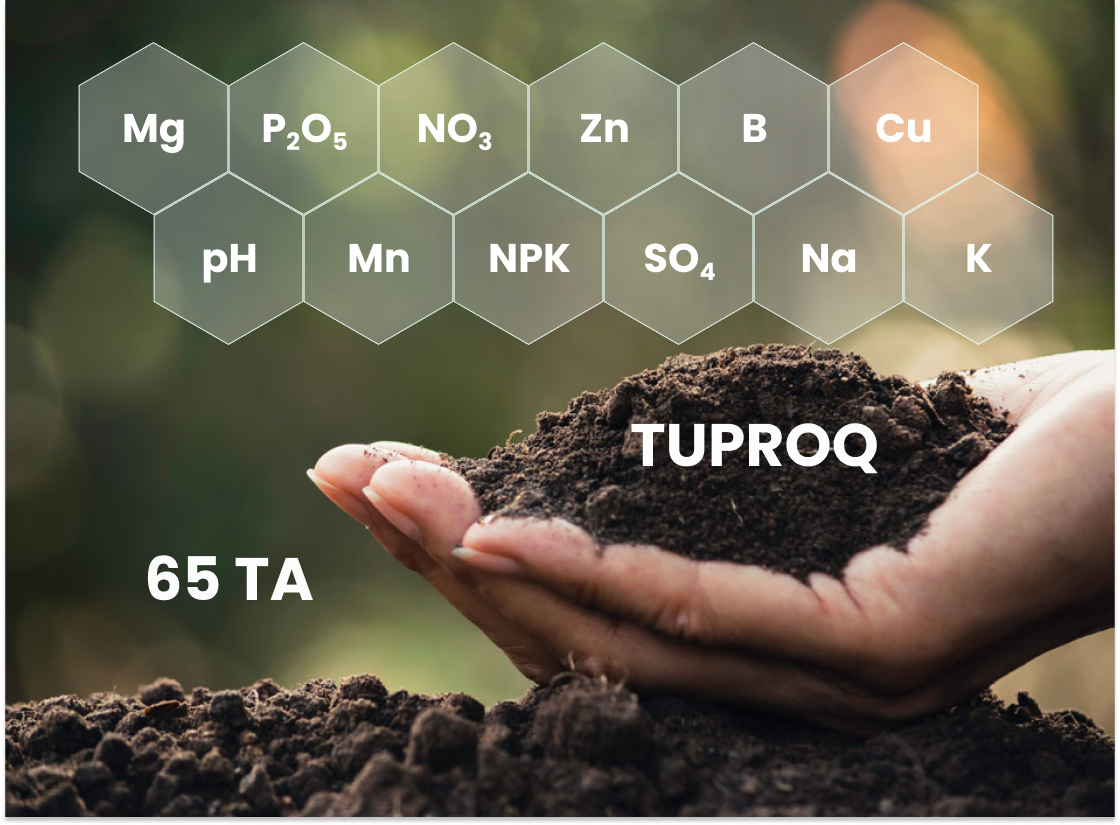 Mg P₂O₅ NO₃ Zn B Cu
pH Mn NPK SO₄ Na K
TUPROQ
65 TA